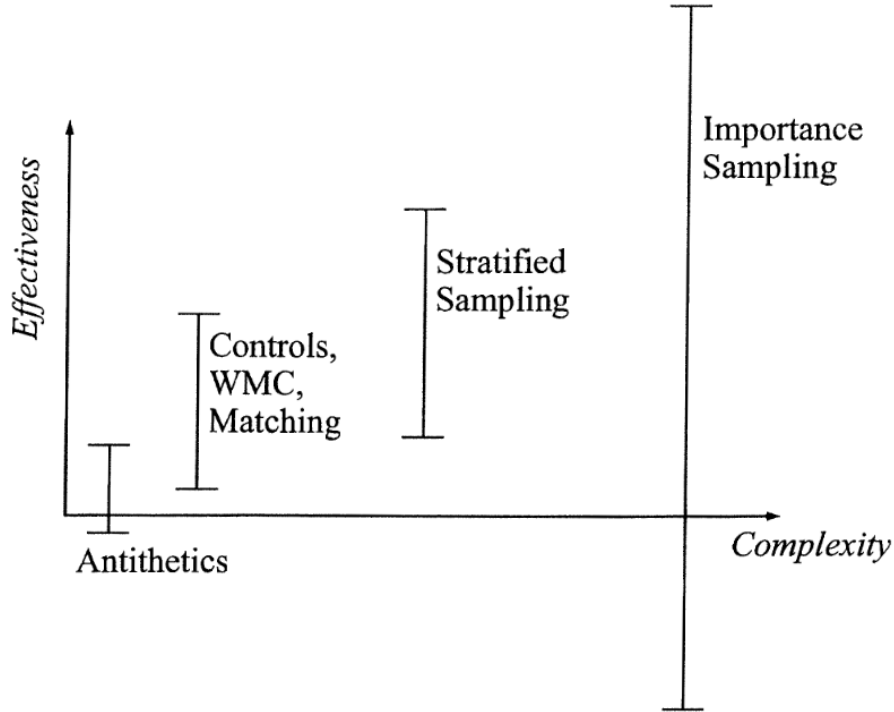 Importance
Sampling
Effectiveness
Stratified
Sampling
Controls,
WMC,
Matching
Antithetics
Complexity